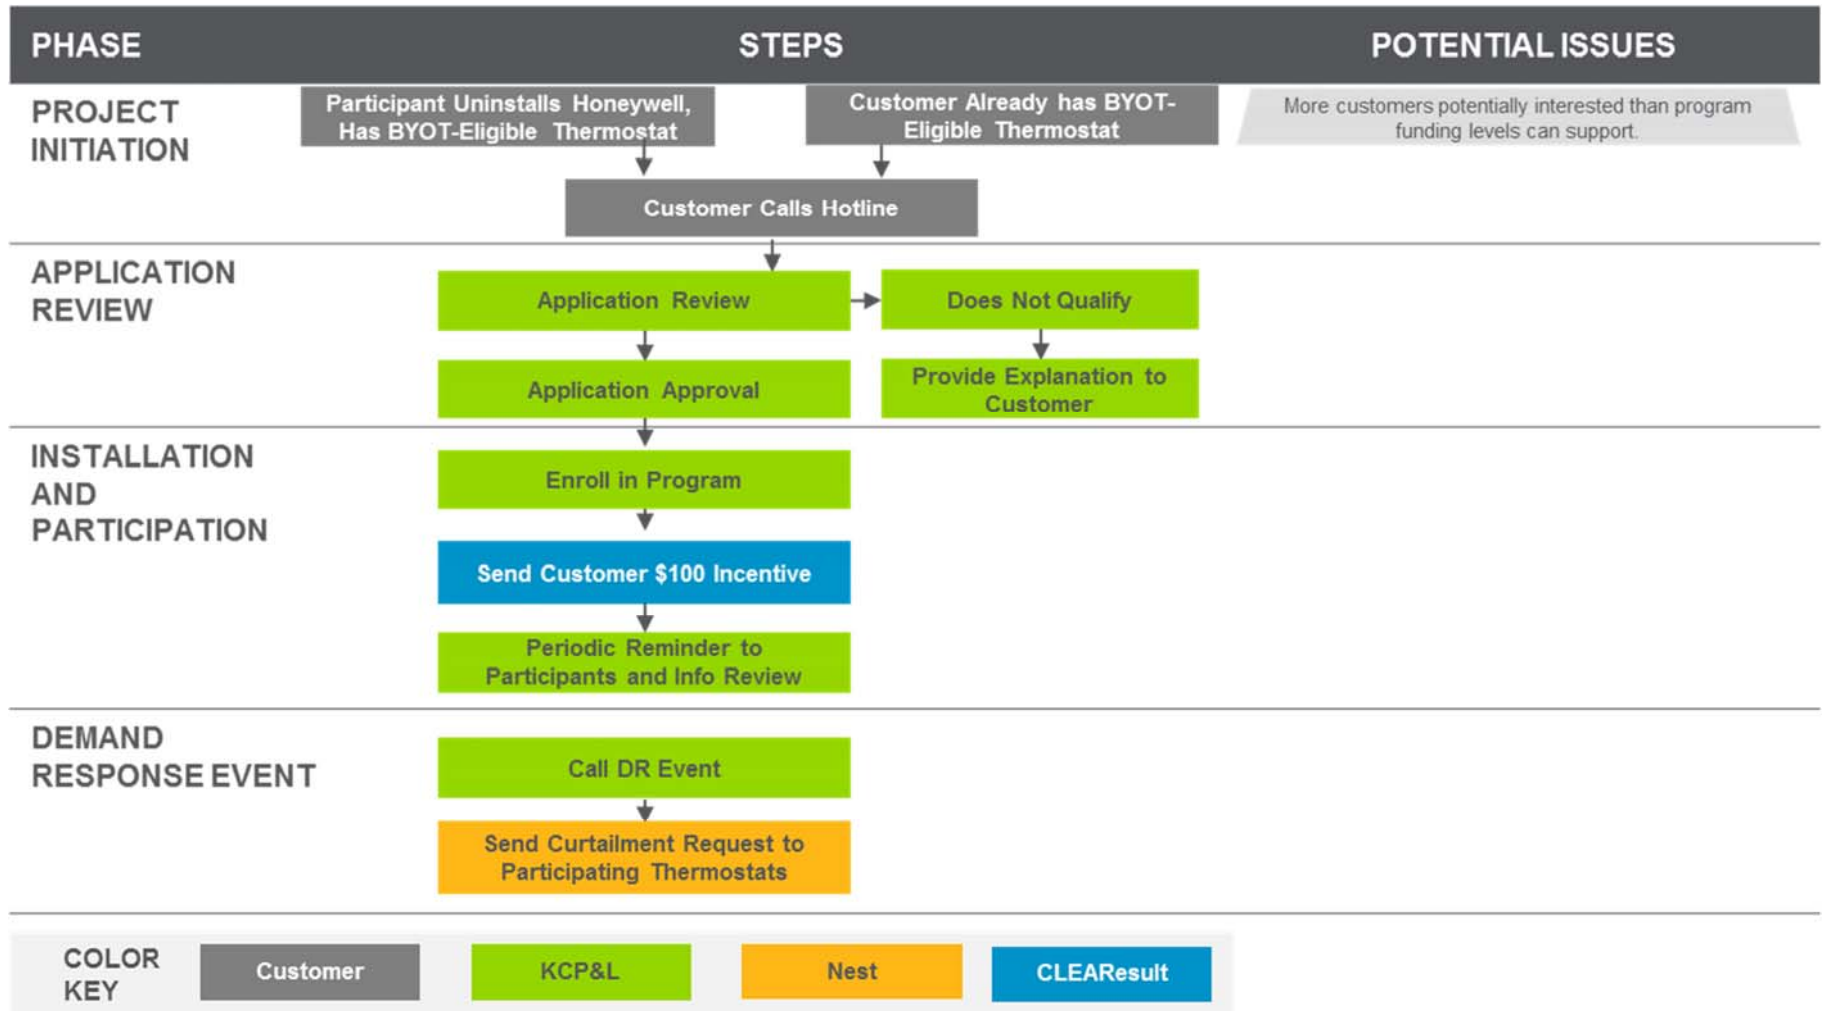 PHASE
STEPS
POTENTIAL ISSUES
PROJECT
INITIATION
Participant Uninstalls Honeywell,
Has BYOT-Eligible Thermostat
Customer Already has BYOT-
Eligible Thermostat
More customers potentially interested than program
funding levels can support.
Customer Calls Hotline
APPLICATION
REVIEW
Application Review
Does Not Qualify
Application Approval
Provide Explanation to
Customer
INSTALLATION
AND
PARTICIPATION
Enroll in Program
Send Customer $100 Incentive
Periodic Reminder to
Participants and Info Review
DEMAND
RESPONSE EVENT
Call DR Event
Send Curtailment Request to
Participating Thermostats
COLOR
KEY
Customer
KCP&L
Nest
CLEAResult